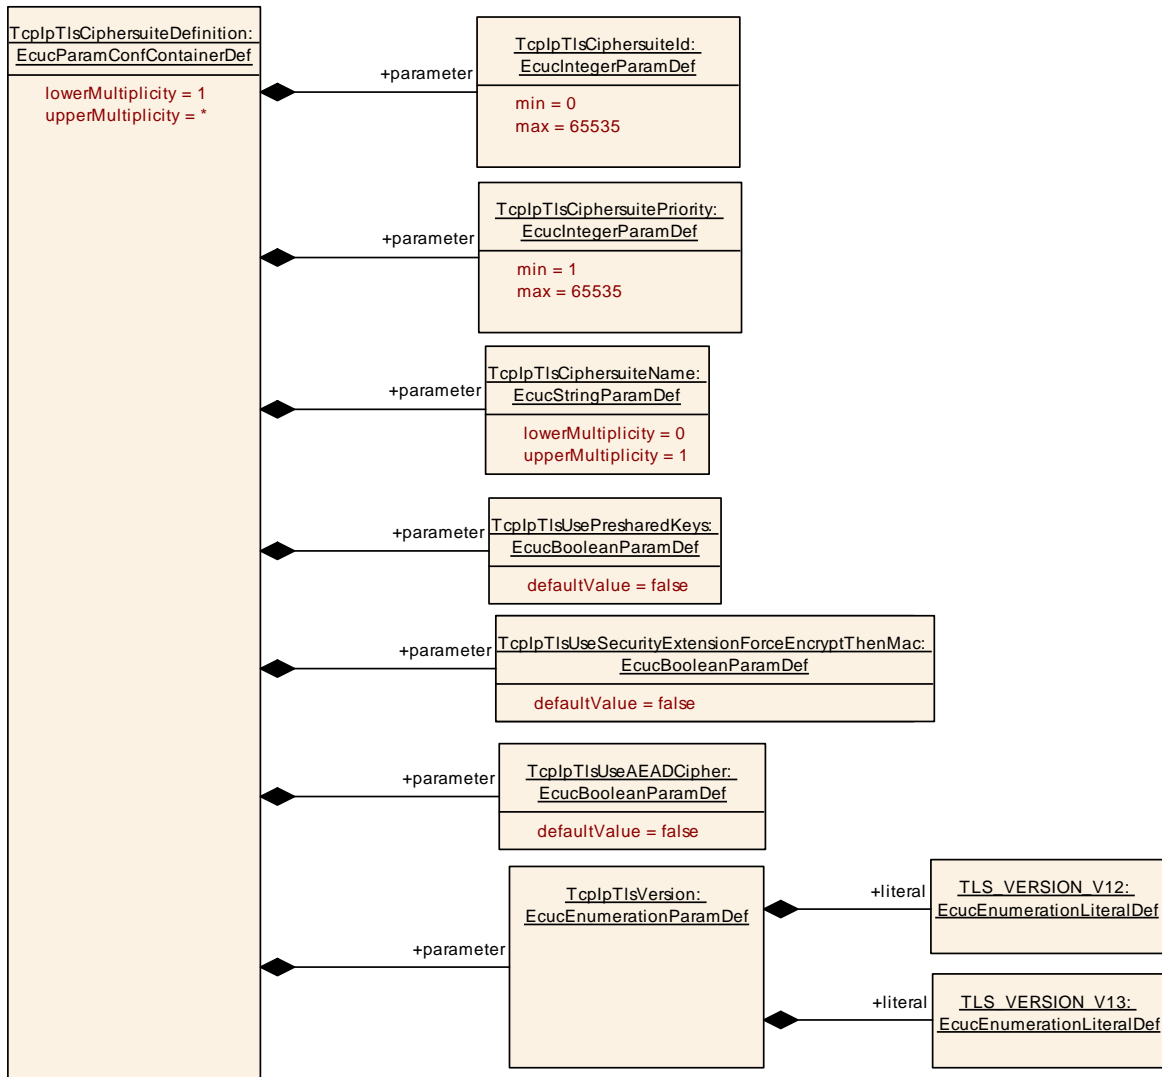 TcpIpTlsCiphersuiteDefinition:
EcucParamConfContainerDef
lowerMultiplicity = 1
upperMultiplicity = *
+parameter
TcpIpTlsCiphersuiteId:
EcucIntegerParamDef
min = 0
max = 65535
+parameter
TcpIpTlsCiphersuitePriority:
EcucIntegerParamDef
min = 1
max = 65535
+parameter
TcpIpTlsCiphersuiteName:
EcucStringParamDef
lowerMultiplicity = 0
upperMultiplicity = 1
+parameter
TcpIpTlsUsePresharedKeys:
EcucBooleanParamDef
defaultValue = false
+parameter
TcpIpTlsUseSecurityExtensionForceEncryptThenMac:
EcucBooleanParamDef
defaultValue = false
+parameter
TcpIpTlsUseAEADCipher:
EcucBooleanParamDef
defaultValue = false
+parameter
TcpIpTlsVersion:
EcucEnumerationParamDef
+literal
TLS_VERSION_V12:
EcucEnumerationLiteralDef
+literal
TLS_VERSION_V13:
EcucEnumerationLiteralDef